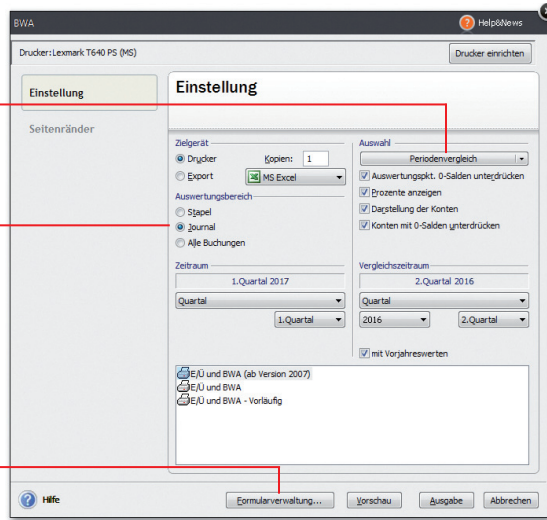 BWA
Help&News
Drucker:Lexmark T640 PS (MS)
Drucker einrichten
Einstellung
Seitenränder
Einstellung
Zielgerät
Drucker
Kopien: 1
Export
MS Excel
Auswertungsbereich
Stapel
Journal
Alle Buchungen
Auswahl
Periodenvergleich
Auswertungspkt. 0-Salden unterdrücken
Prozente anzeigen
Darstellung der Konten
Konten mit 0-Salden unterdrücken
Zeitraum
1.Quartal 2017
Quartal
1.Quartal
Vergleichszeitraum
2.Quartal 2016
Quartal
2016
2.Quartal
mit Vorjahreswerten
E/Ü und BWA (ab Version 2007)
E/Ü und BWA
E/Ü und BWA - Vorläufig
Hilfe
Formularverwaltung...
Vorschau
Ausgabe
Abbrechen